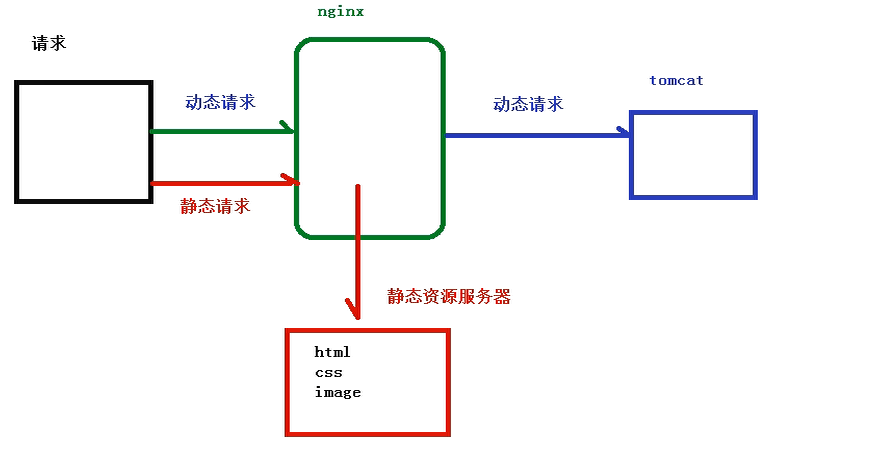 nginx
请求
动态请求
动态请求
tomcat
静态请求
静态资源服务器
html
css
image